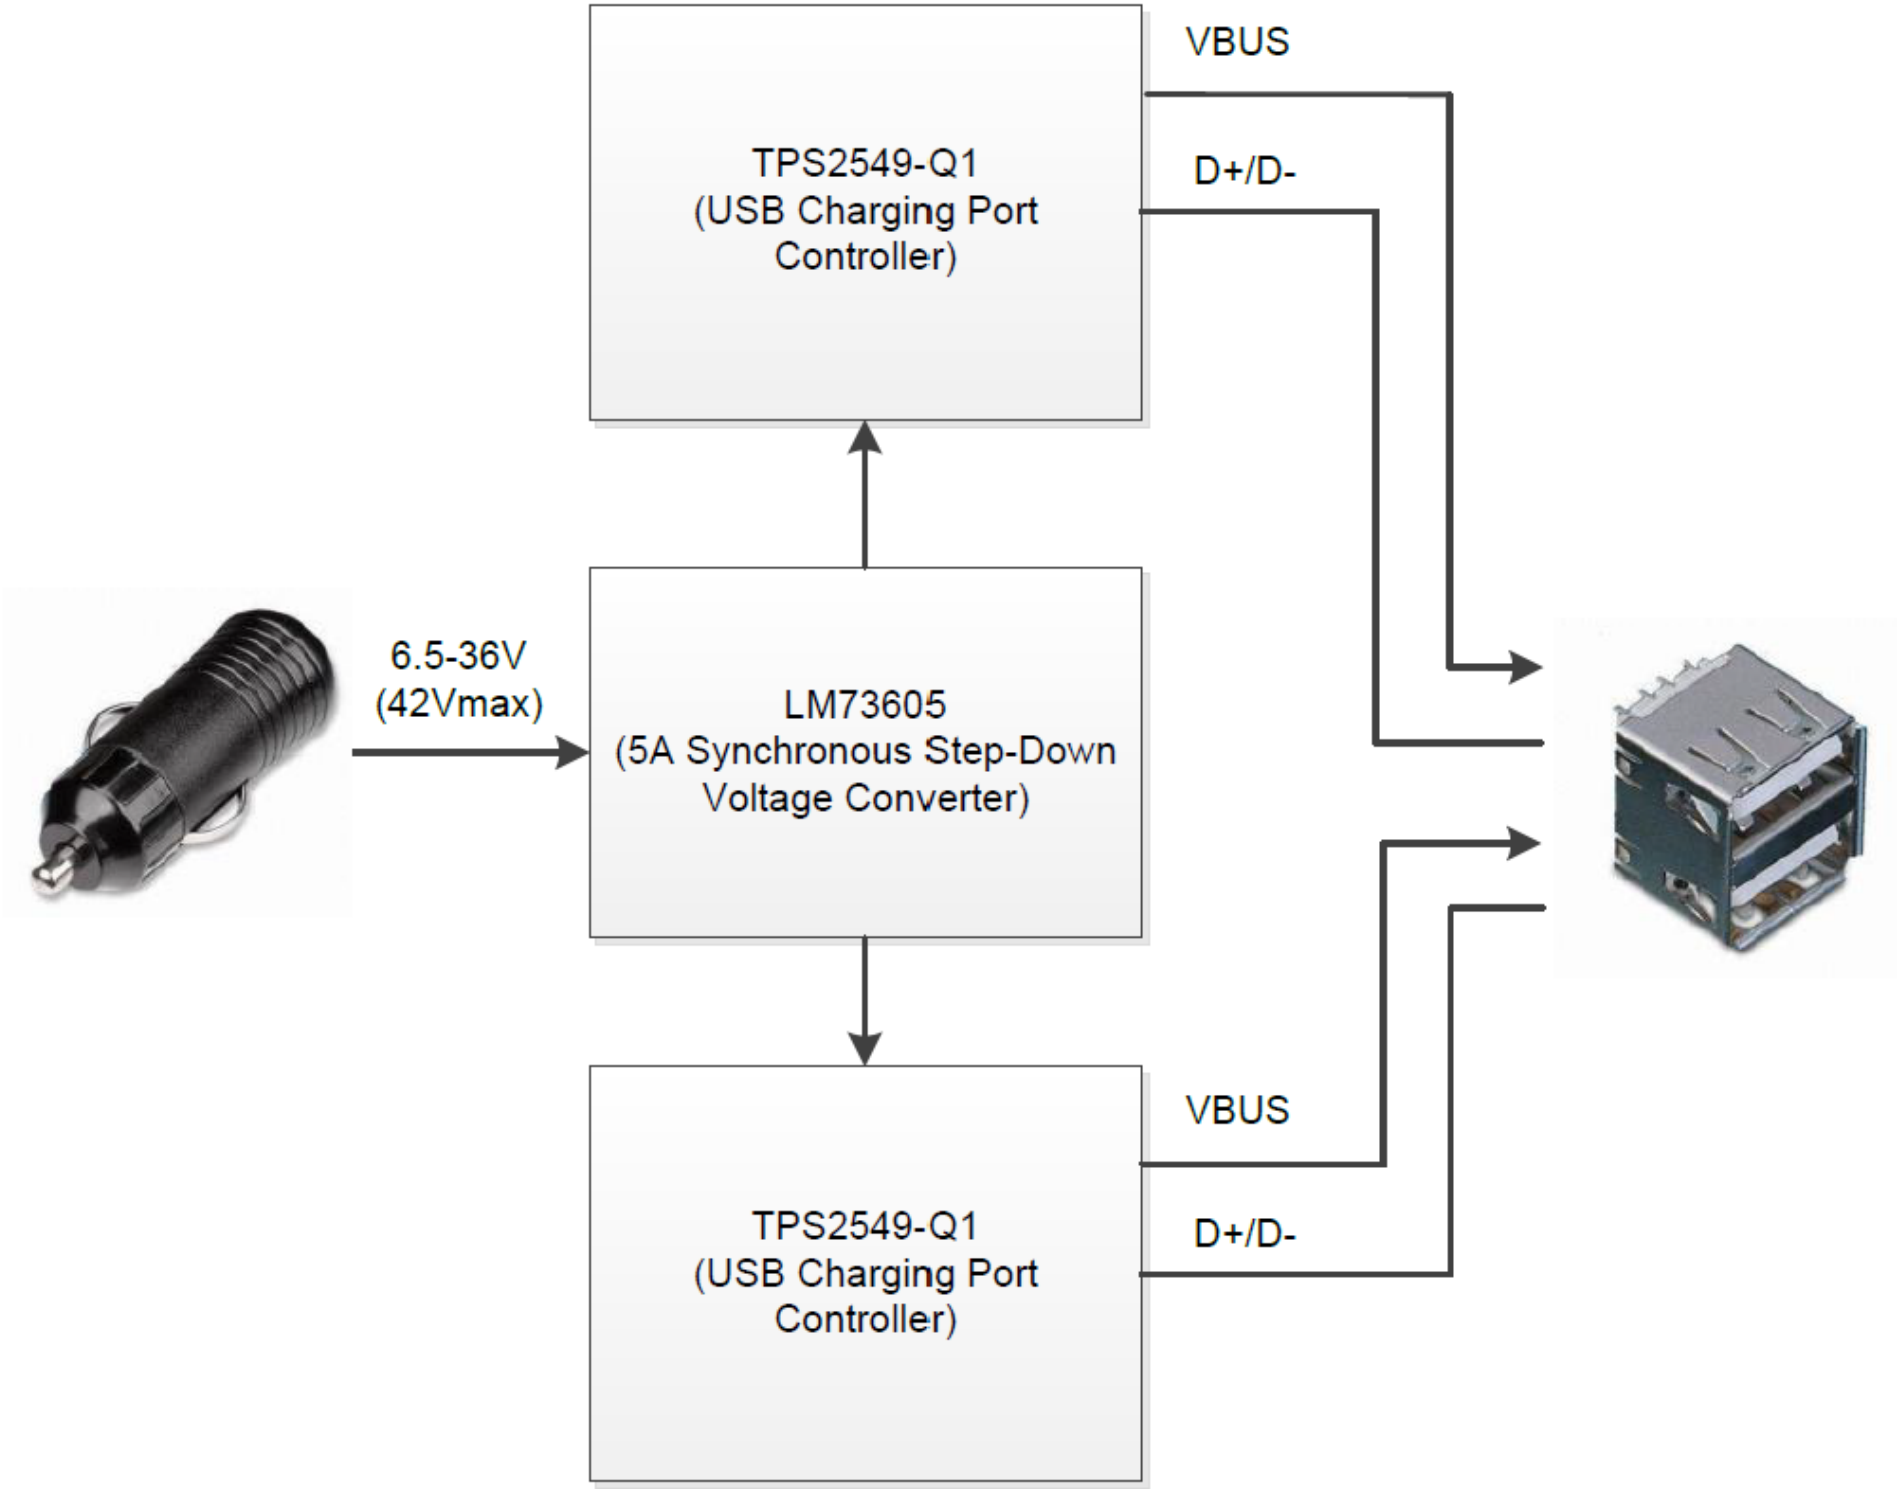 VBUS
TPS2549-Q1
(USB Charging Port
Controller)
D+/D-
6.5-36V
(42Vmax)
LM73605
(5A Synchronous Step-Down
Voltage Converter)
VBUS
TPS2549-Q1
(USB Charging Port
Controller)
D+/D-